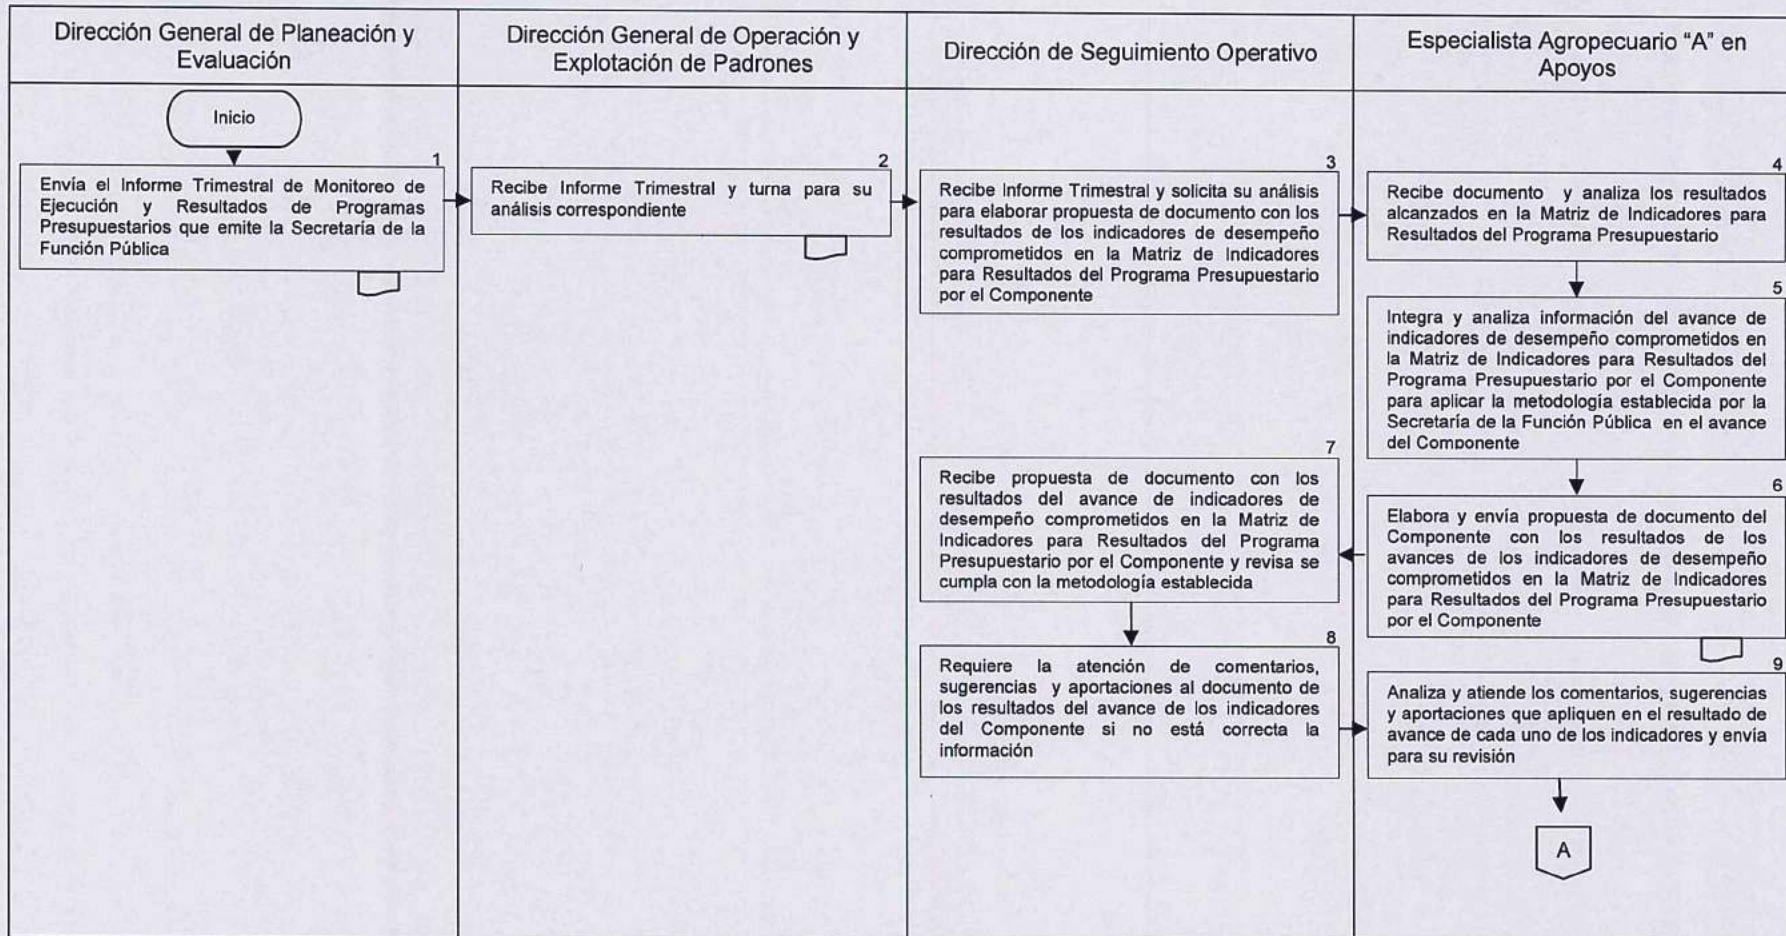 Dirección General de Planeación y
Evaluación
Dirección General de Operación y
Explotación de Padrones
Dirección de Seguimiento Operativo
Especialista Agropecuario “A” en
Apoyos
Inicio
1
Envía el Informe Trimestral de Monitoreo de
Ejecución y Resultados de Programas
Presupuestarios que emite la Secretaría de la
Función Pública
2
Recibe Informe Trimestral y turna para su
análisis correspondiente
3
Recibe Informe Trimestral y solicita su análisis
para elaborar propuesta de documento con los
resultados de los indicadores de desempeño
comprometidos en la Matriz de Indicadores
para Resultados del Programa Presupuestario
por el Componente
4
Recibe documento y analiza los resultados
alcanzados en la Matriz de Indicadores para
Resultados del Programa Presupuestario
5
Integra y analiza información del avance de
indicadores de desempeño comprometidos en
la Matriz de Indicadores para Resultados del
Programa Presupuestario por el Componente
para aplicar la metodología establecida por la
Secretaría de la Función Pública en el avance
del Componente
6
Elabora y envía propuesta de documento del
Componente con los resultados de los
avances de los indicadores de desempeño
comprometidos en la Matriz de Indicadores
para Resultados del Programa Presupuestario
por el Componente
7
Recibe propuesta de documento con los
resultados del avance de indicadores de
desempeño comprometidos en la Matriz de
Indicadores para Resultados del Programa
Presupuestario por el Componente y revisa se
cumpla con la metodología establecida
8
Requiere la atención de comentarios,
sugerencias y aportaciones al documento de
los resultados del avance de los indicadores
del Componente si no está correcta la
información
9
Analiza y atiende los comentarios, sugerencias
y aportaciones que apliquen en el resultado de
avance de cada uno de los indicadores y envía
para su revisión
A